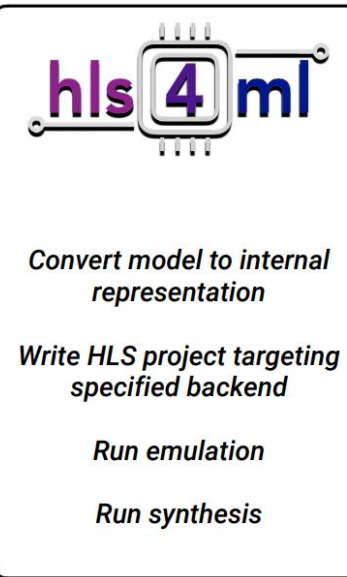 hls 4 ml
Convert model to internal
representation
Write HLS project targeting
specified backend
Run emulation
Run synthesis